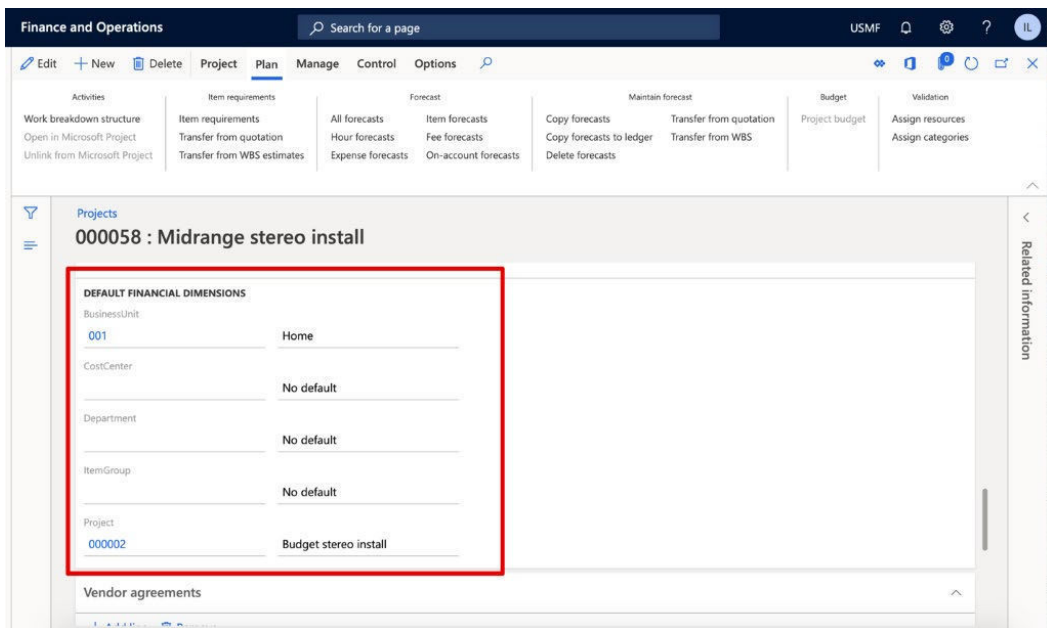 Finance and Operations
Search for a page
USMF
?
IL
Edit
New
Delete
Project
Plan
Manage
Control
Options
0
Activities
Work breakdown structure
Open in Microsoft Project
Unlink from Microsoft Project
Item requirements
Item requirements
Transfer from quotation
Transfer from WBS estimates
Forecast
All forecasts
Hour forecasts
Expense forecasts
Item forecasts
Fee forecasts
On-account forecasts
Maintain forecast
Copy forecasts
Copy forecasts to ledger
Delete forecasts
Transfer from quotation
Transfer from WBS
Budget
Project budget
Validation
Assign resources
Assign categories
Projects
000058 : Midrange stereo install
DEFAULT FINANCIAL DIMENSIONS
BusinessUnit
001 Home
CostCenter
No default
Department
No default
ItemGroup
No default
Project
000002 Budget stereo install
Vendor agreements
Related information